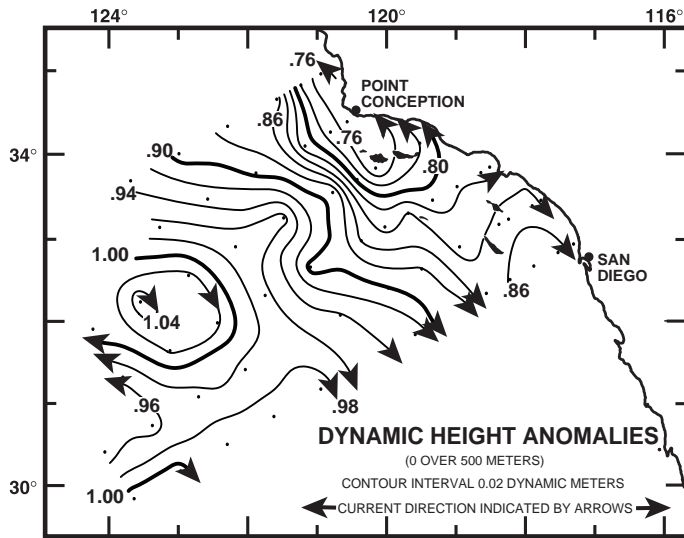 124° 120° 116°
.76
POINT
CONCEPTION
.86
.76
34°
.90
.80
.94
1.00
SAN
DIEGO
.86
1.04
.96
.98
DYNAMIC HEIGHT ANOMALIES
(0 OVER 500 METERS)
CONTOUR INTERVAL 0.02 DYNAMIC METERS
30°
1.00
CURRENT DIRECTION INDICATED BY ARROWS